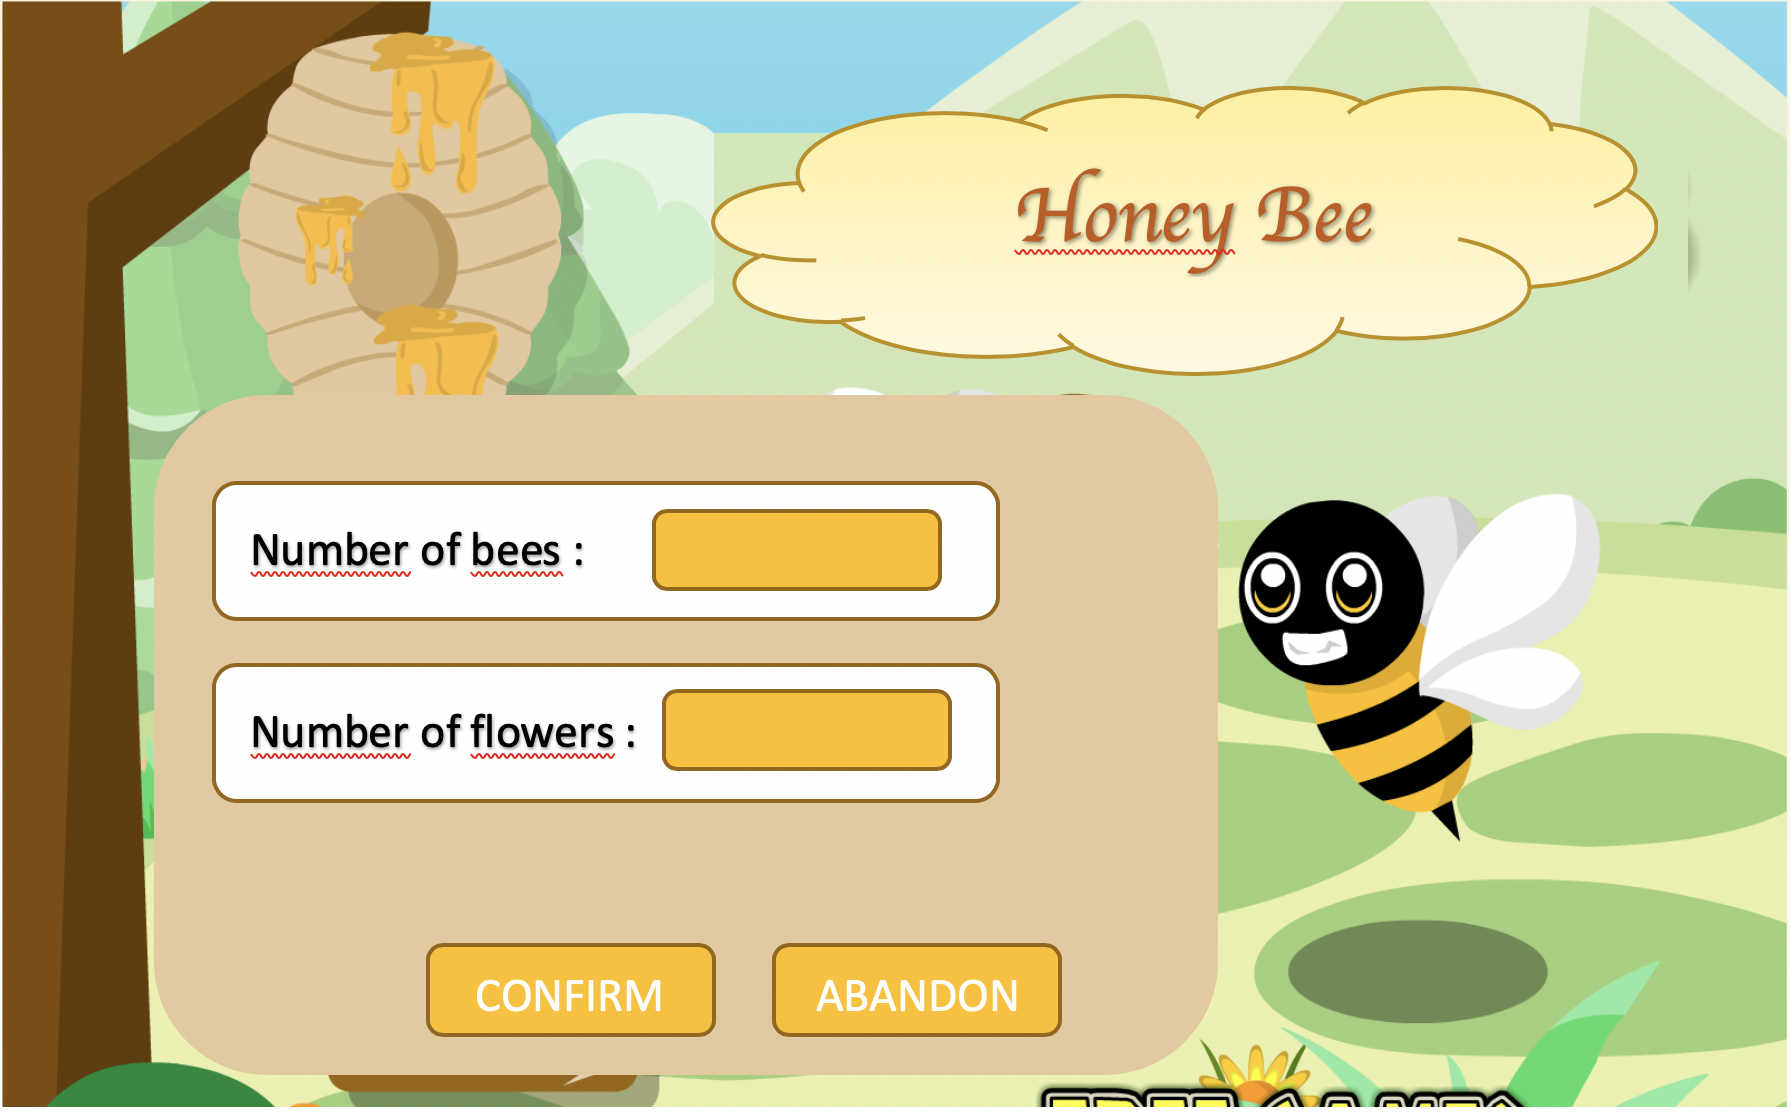 Honey Bee
Number of bees :
Number of flowers :
CONFIRM
ABANDON